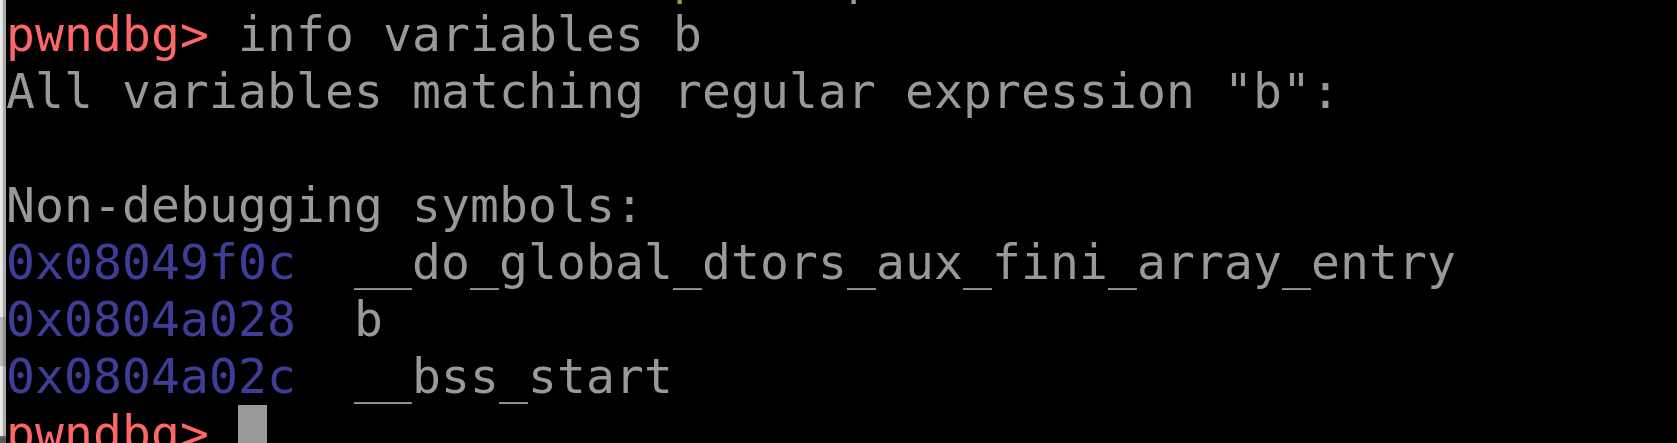 pwndbg> info variables b
All variables matching regular expression "b":
Non-debugging symbols:
0x08049f0c  __do_global_dtors_aux_fini_array_entry
0x0804a028  b
0x0804a02c  __bss_start
pwndbg>